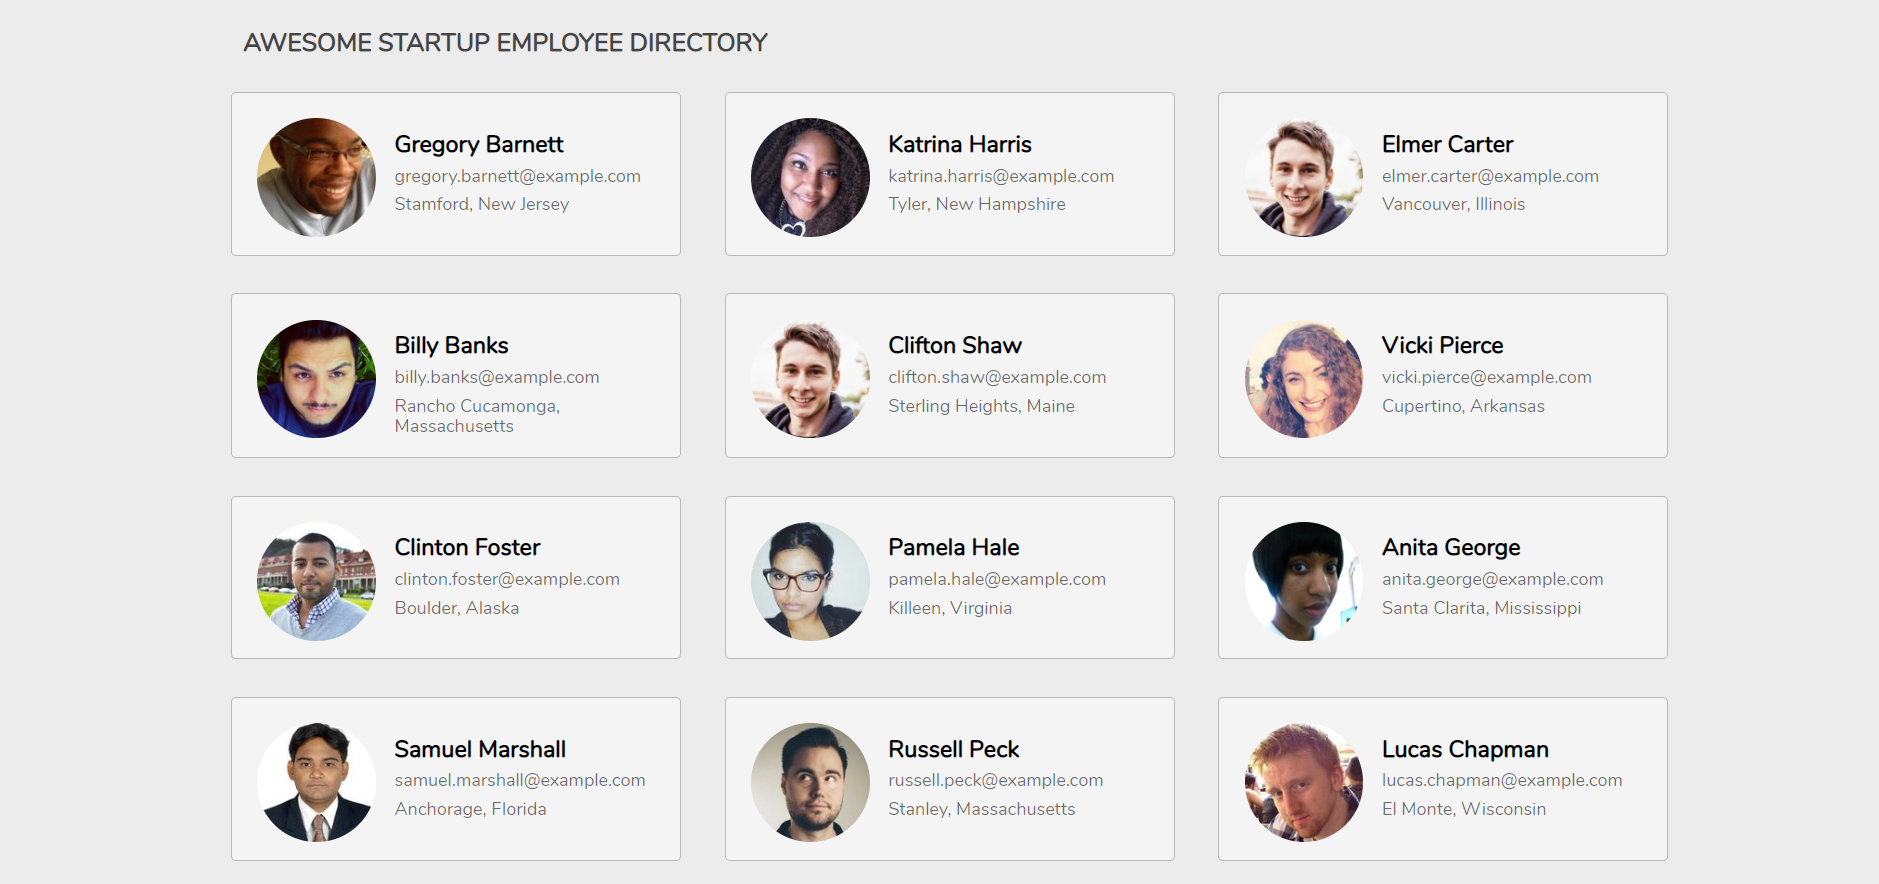 AWESOME STARTUP EMPLOYEE DIRECTORY
Gregory Barnett
gregory.barnett@example.com
Stamford, New Jersey
Katrina Harris
katrina.harris@example.com
Tyler, New Hampshire
Elmer Carter
elmer.carter@example.com
Vancouver, Illinois
Billy Banks
billy.banks@example.com
Rancho Cucamonga,
Massachusetts
Clifton Shaw
clifton.shaw@example.com
Sterling Heights, Maine
Vicki Pierce
vicki.pierce@example.com
Cupertino, Arkansas
Clinton Foster
clinton.foster@example.com
Boulder, Alaska
Pamela Hale
pamela.hale@example.com
Killeen, Virginia
Anita George
anita.george@example.com
Santa Clarita, Mississippi
Samuel Marshall
samuel.marshall@example.com
Anchorage, Florida
Russell Peck
russell.peck@example.com
Stanley, Massachusetts
Lucas Chapman
lucas.chapman@example.com
El Monte, Wisconsin